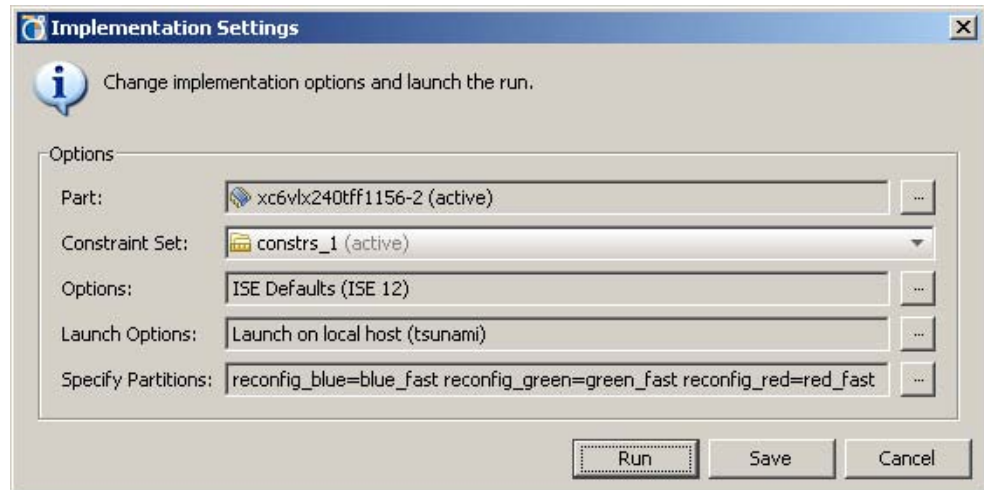 Implementation Settings
Change implementation options and launch the run.
Options
Part: xc6vlx240tff1156-2 (active) ...
Constraint Set: constrs_1 (active)
Options: ISE Defaults (ISE 12) ...
Launch Options: Launch on local host (tsunami) ...
Specify Partitions: reconfig_blue=blue_fast reconfig_green=green_fast reconfig_red=red_fast ...
Run Save Cancel